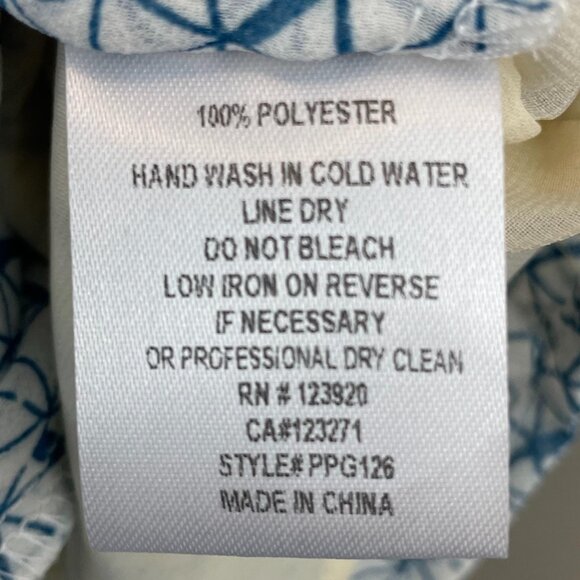 100% POLYESTER
HAND WASH IN COLD WATER
LINE DRY
DO NOT BLEACH
LOW IRON ON REVERSE
IF NECESSARY
OR PROFESSIONAL DRY CLEAN
RN # 123920
CA#123271
STYLE# PPG126
MADE IN CHINA